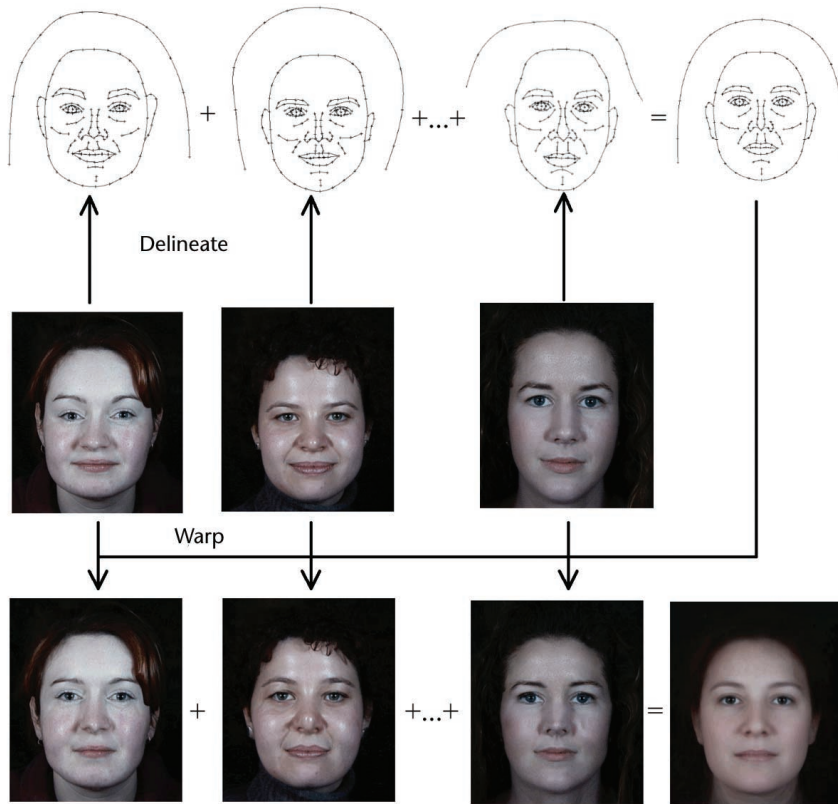 + +...+ =
Delineate
Warp
+ +...+ =